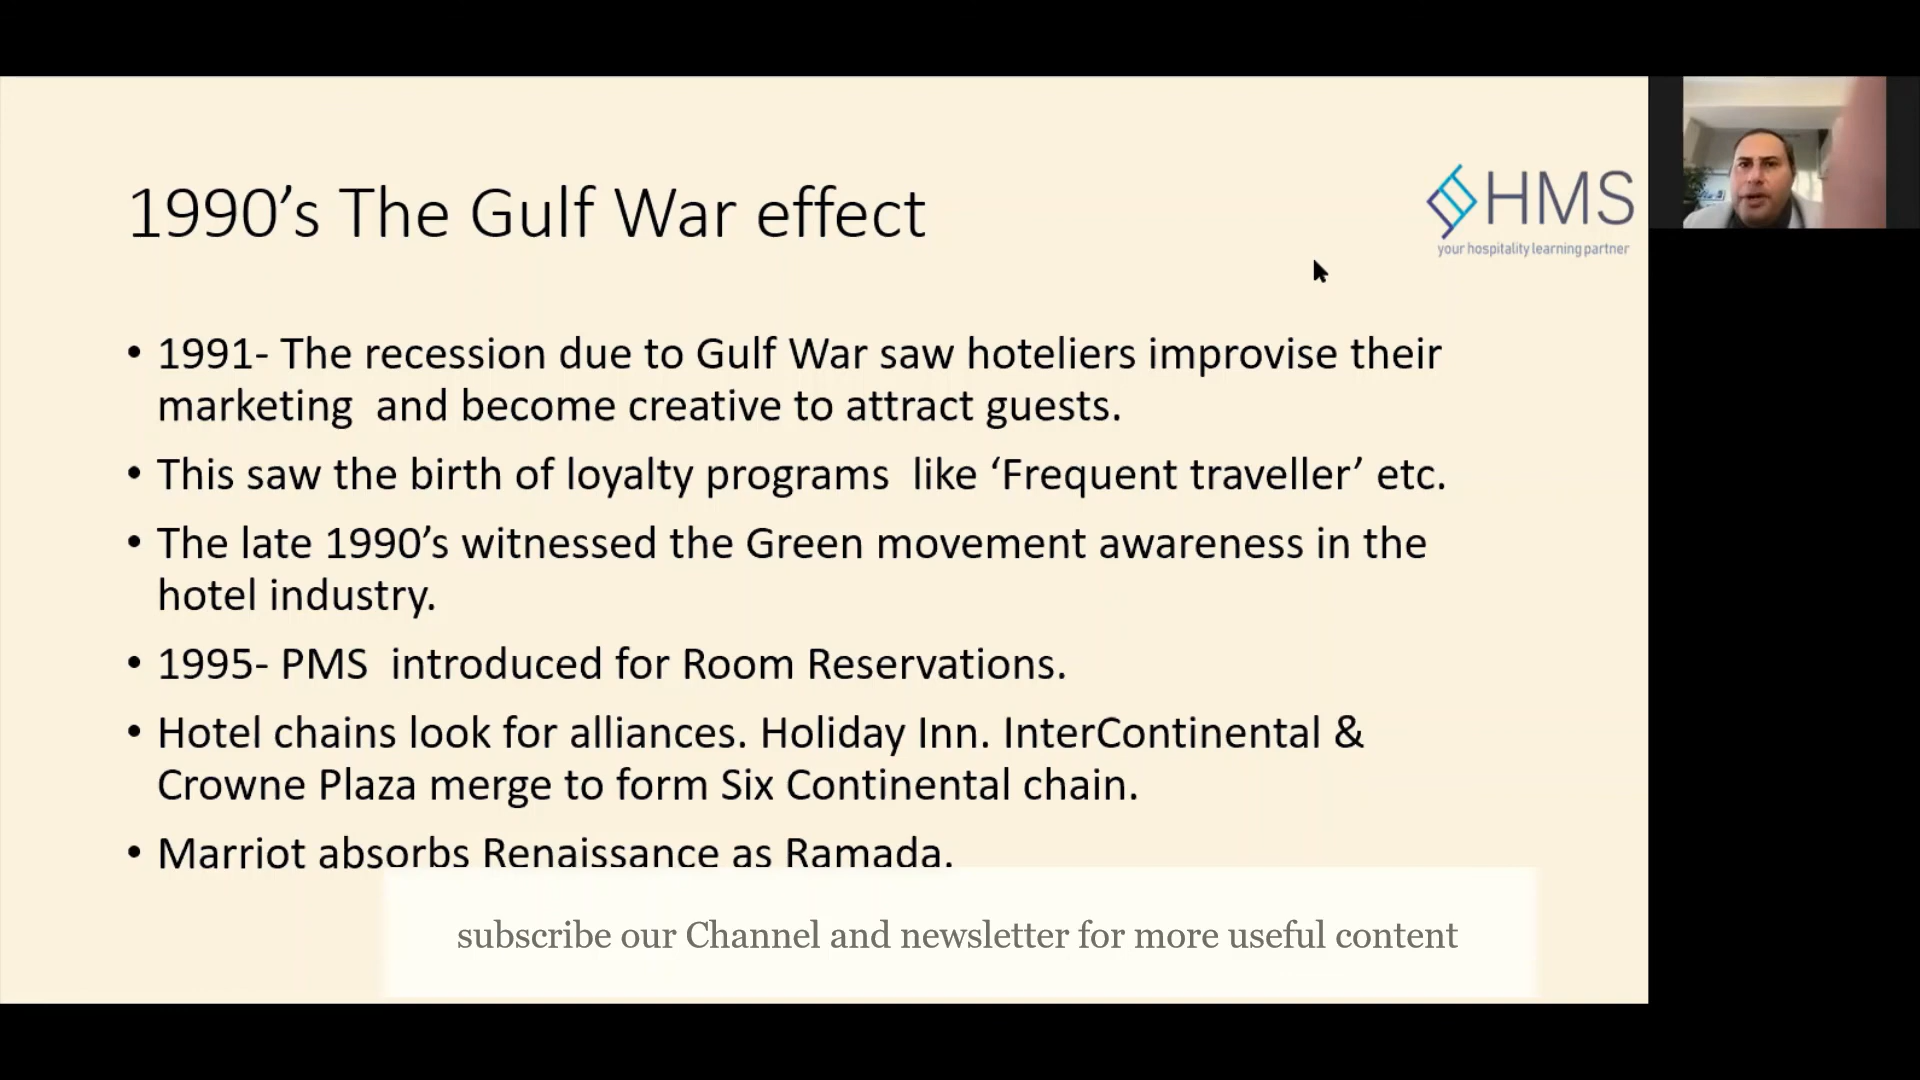 1990’s The Gulf War effect
HMS
your hospitality learning partner
• 1991- The recession due to Gulf War saw hoteliers improvise their
marketing and become creative to attract guests.
• This saw the birth of loyalty programs like ‘Frequent traveller’ etc.
• The late 1990’s witnessed the Green movement awareness in the
hotel industry.
• 1995- PMS introduced for Room Reservations.
• Hotel chains look for alliances. Holiday Inn. InterContinental &
Crowne Plaza merge to form Six Continental chain.
• Marriot absorbs Renaissance as Ramada.
subscribe our Channel and newsletter for more useful content